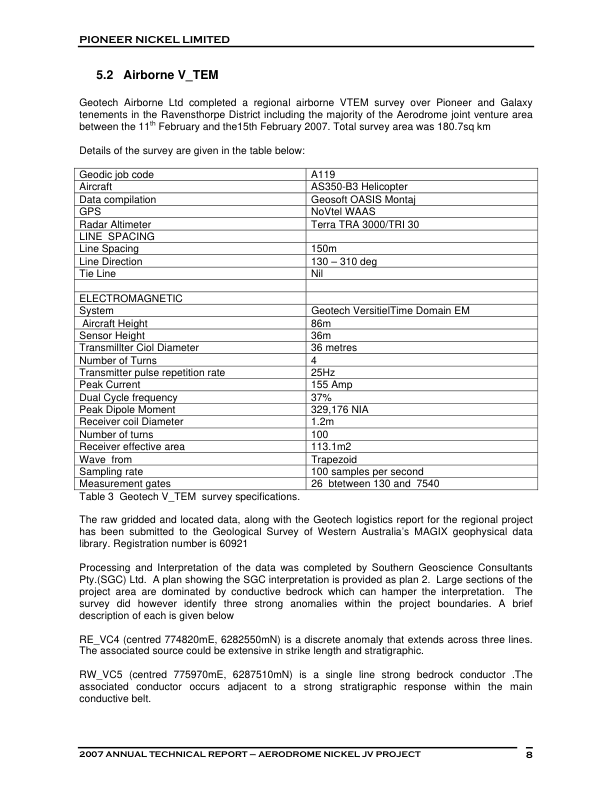 PIONEER NICKEL LIMITED
5.2 Airborne V_TEM
Geotech Airborne Ltd completed a regional airborne VTEM survey over Pioneer and Galaxy
tenements in the Ravensthorpe District including the majority of the Aerodrome joint venture area
between the 11th February and the15th February 2007. Total survey area was 180.7sq km
Details of the survey are given in the table below:
Geodic job code A119
Aircraft AS350-B3 Helicopter
Data compilation Geosoft OASIS Montaj
GPS NoVtel WAAS
Radar Altimeter Terra TRA 3000/TRI 30
LINE SPACING
Line Spacing 150m
Line Direction 130 – 310 deg
Tie Line Nil
ELECTROMAGNETIC
System Geotech VersitielTime Domain EM
Aircraft Height 86m
Sensor Height 36m
Transmillter Ciol Diameter 36 metres
Number of Turns 4
Transmitter pulse repetition rate 25Hz
Peak Current 155 Amp
Dual Cycle frequency 37%
Peak Dipole Moment 329,176 NIA
Receiver coil Diameter 1.2m
Number of turns 100
Receiver effective area 113.1m2
Wave from Trapezoid
Sampling rate 100 samples per second
Measurement gates 26 btetween 130 and 7540
Table 3 Geotech V_TEM survey specifications.
The raw gridded and located data, along with the Geotech logistics report for the regional project
has been submitted to the Geological Survey of Western Australia's MAGIX geophysical data
library. Registration number is 60921
Processing and Interpretation of the data was completed by Southern Geoscience Consultants
Pty.(SGC) Ltd. A plan showing the SGC interpretation is provided as plan 2. Large sections of the
project area are dominated by conductive bedrock which can hamper the interpretation. The
survey did however identify three strong anomalies within the project boundaries. A brief
description of each is given below
RE_VC4 (centred 774820mE, 6282550mN) is a discrete anomaly that extends across three lines.
The associated source could be extensive in strike length and stratigraphic.
RW_VC5 (centred 775970mE, 6287510mN) is a single line strong bedrock conductor .The
associated conductor occurs adjacent to a strong stratigraphic response within the main
conductive belt.
2007 ANNUAL TECHNICAL REPORT – AERODROME NICKEL JV PROJECT 8